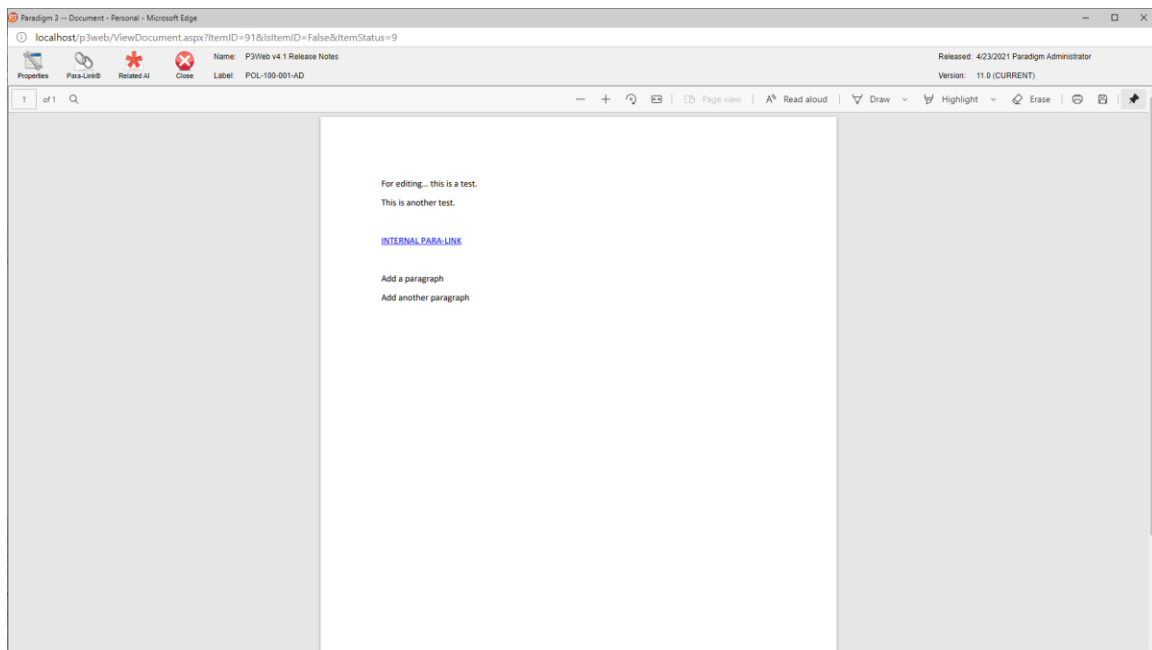 Paradigm 3 -- Document - Personal - Microsoft Edge
localhost/p3web/ViewDocument.aspx?ItemID=91&IsItemID=False&ItemStatus=9
Name: P3Web v4.1 Release Notes
Released: 4/23/2021 Paradigm Administrator
Properties Para-Link® Related AI Close
Label: POL-100-001-AD
Version: 11.0 (CURRENT)
1 of 1 Page view Read aloud Draw Highlight Erase
For editing... this is a test.
This is another test.
INTERNAL PARA-LINK
Add a paragraph
Add another paragraph